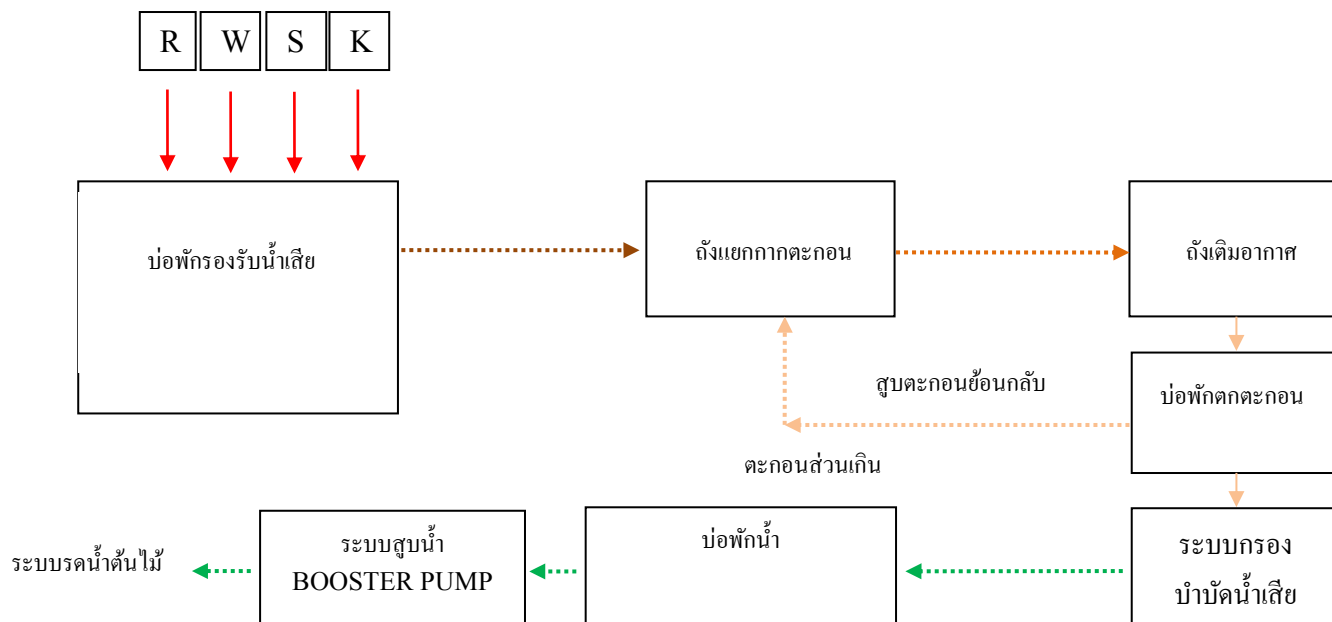 R W S K
บ่อพักรองรับน้ำเสีย
ถังแยกกากตะกอน
ถังเติมอากาศ
สูบตะกอนย้อนกลับ
บ่อพักตกตะกอน
ตะกอนส่วนเกิน
ระบบรดน้ำต้นไม้
ระบบสูบน้ำ
BOOSTER PUMP
บ่อพักน้ำ
ระบบกรอง
บำบัดน้ำเสีย